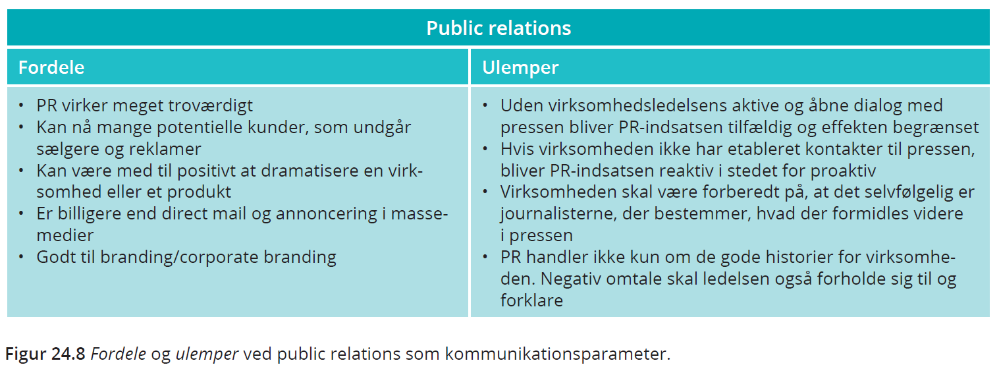 Public relations
Fordele
Ulemper
• PR virker meget troværdigt
• Kan nå mange potentielle kunder, som undgår
sælgere og reklamer
• Kan være med til positivt at dramatisere en virk-
somhed eller et produkt
• Er billigere end direct mail og annoncering i masse-
medier
• Godt til branding/corporate branding
• Uden virksomhedsledelsens aktive og åbne dialog med
pressen bliver PR-indsatsen tilfældig og effekten begrænset
• Hvis virksomheden ikke har etableret kontakter til pressen,
bliver PR-indsatsen reaktiv i stedet for proaktiv
• Virksomheden skal være forberedt på, at det selvfølgelig er
journalisterne, der bestemmer, hvad der formidles videre
i pressen
• PR handler ikke kun om de gode historier for virksomhe-
den. Negativ omtale skal ledelsen også forholde sig til og
forklare
Figur 24.8 Fordele og ulemper ved public relations som kommunikationsparameter.